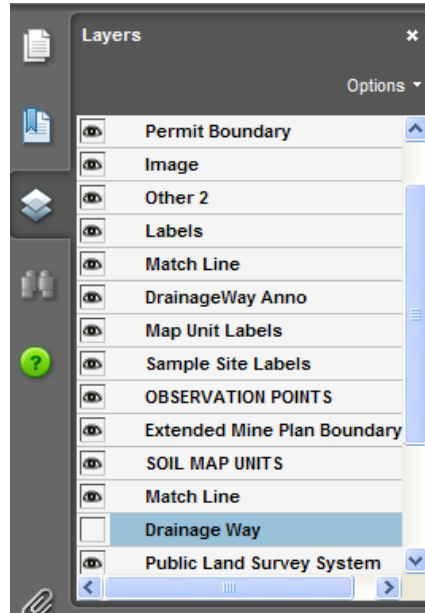 Layers
Options
Permit Boundary
Image
Other 2
Labels
Match Line
DrainageWay Anno
Map Unit Labels
Sample Site Labels
OBSERVATION POINTS
Extended Mine Plan Boundary
SOIL MAP UNITS
Match Line
Drainage Way
Public Land Survey System